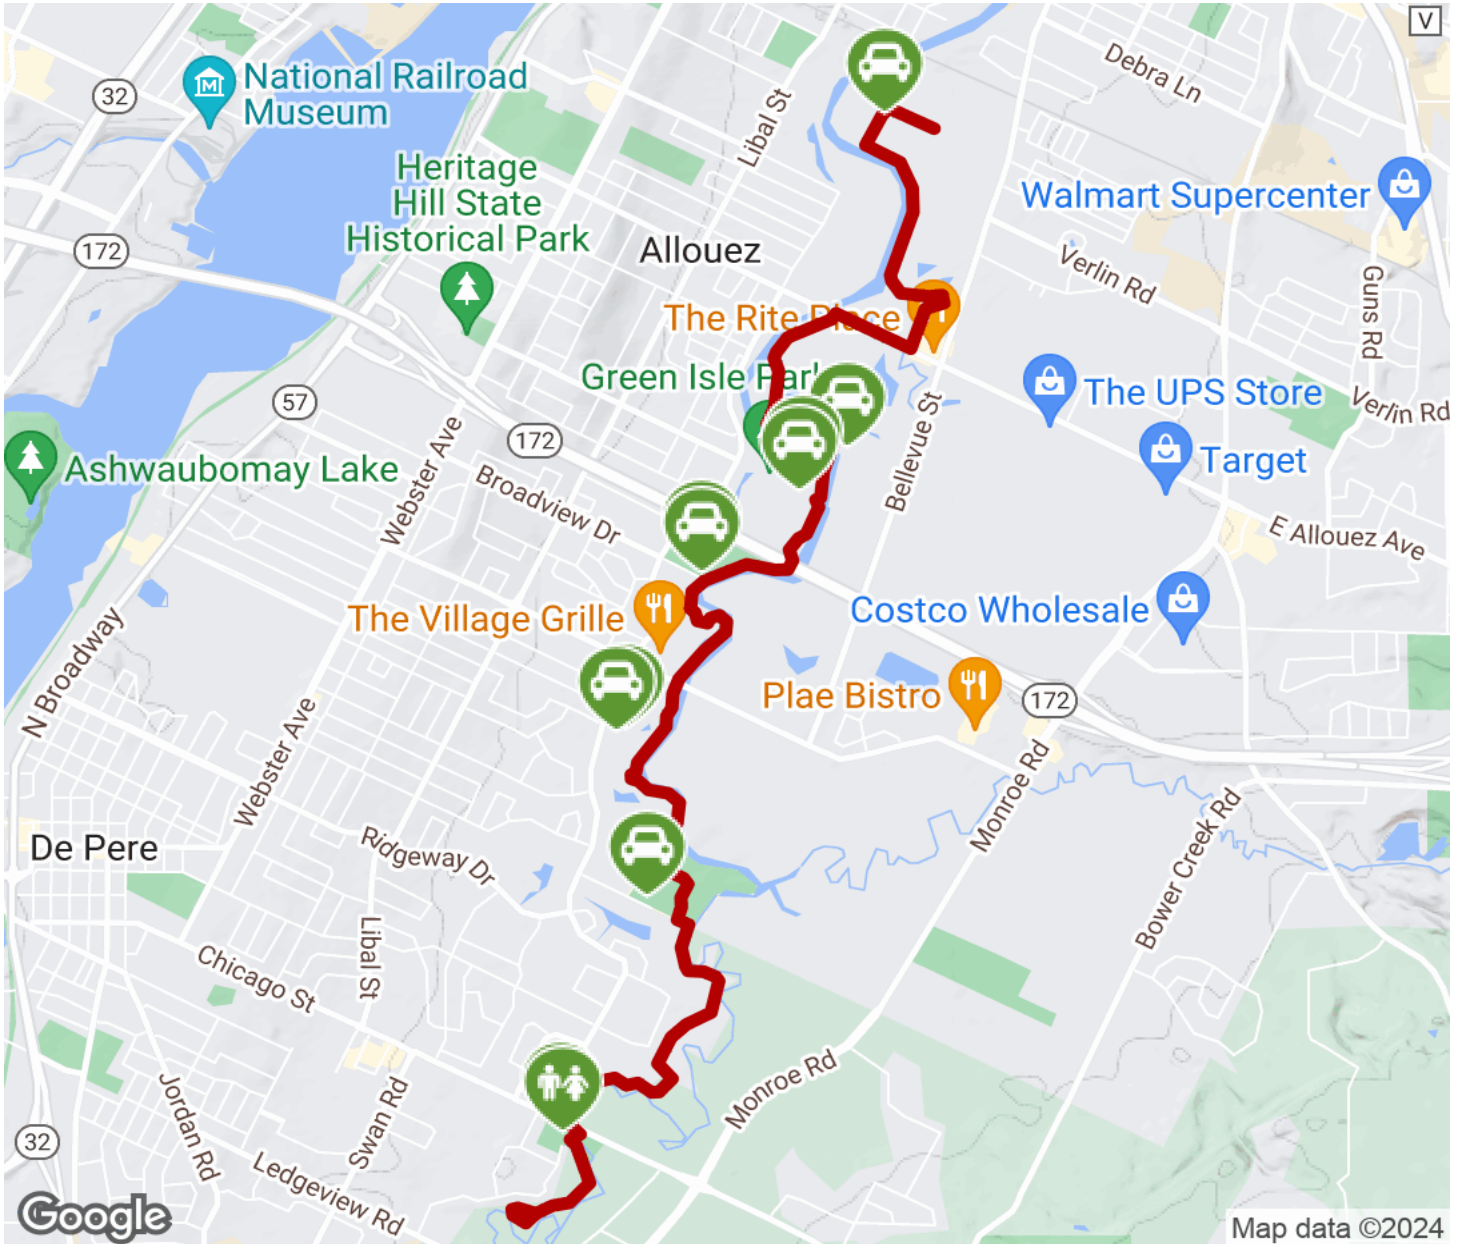 V
Debra Ln
National Railroad
Museum
32
Libal St
Heritage
Hill State
Historical Park
Walmart Supercenter
172
Allouez
Verlin Rd
Guns Rd
The Rite Place
Green Isle Park
The UPS Store
Verlin Rd
57
172
Bellevue St
Target
Ashwaubomay Lake
Webster Ave
Broadview Dr
E Allouez Ave
The Village Grille
Costco Wholesale
N Broadway
Plae Bistro
172
Webster Ave
Monroe Rd
Bower Creek Rd
De Pere
Ridgeway Dr
Libal St
Chicago St
Monroe Rd
Jordan Rd
Swan Rd
32
Ledgeview Rd
Google
Map data ©2024